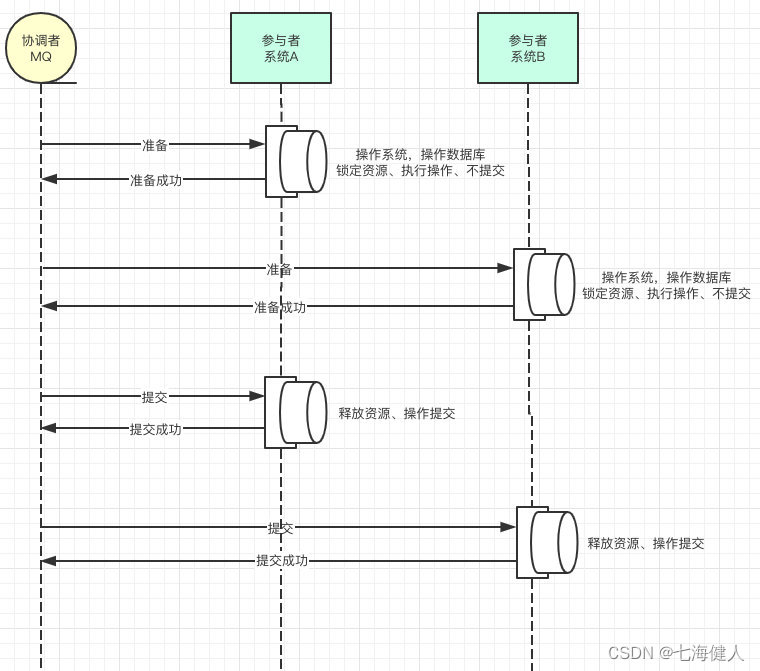 协调者
MQ
参与者
系统A
参与者
系统B
准备
操作系统，操作数据库
锁定资源、执行操作、不提交
准备成功
准备
操作系统，操作数据库
锁定资源、执行操作、不提交
准备成功
提交
释放资源、操作提交
提交成功
提交
释放资源、操作提交
提交成功
CSDN @七海健人